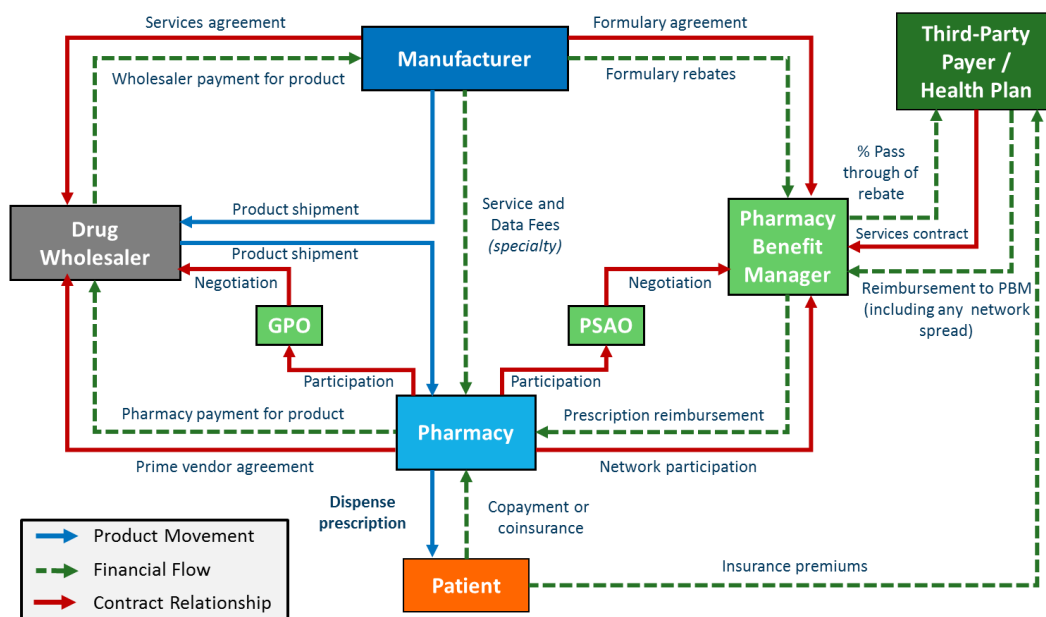 Services agreement
Formulary agreement
Manufacturer
Wholesaler payment for product
Formulary rebates
Third-Party
Payer /
Health Plan
% Pass
through of
rebate
Product shipment
Service and
Data Fees
(specialty)
Drug
Wholesaler
Product shipment
Pharmacy
Benefit
Manager
Services contract
Negotiation
Negotiation
Reimbursement to PBM
(including any network
spread)
GPO
PSAO
Participation
Participation
Pharmacy payment for product
Pharmacy
Prescription reimbursement
Prime vendor agreement
Network participation
Dispense
prescription
Copayment or
coinsurance
Product Movement
Financial Flow
Contract Relationship
Patient
Insurance premiums